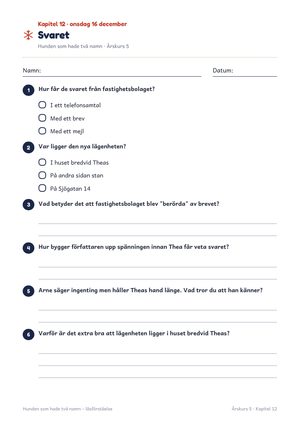 Kapitel 12 · onsdag 16 december
Svaret
Hunden som hade två namn · Årskurs 5
Namn:
Datum:
1 Hur får de svaret från fastighetsbolaget?
I ett telefonsamtal
Med ett brev
Med ett mejl
2 Var ligger den nya lägenheten?
I huset bredvid Theas
På andra sidan stan
På Sjögatan 14
3 Vad betyder det att fastighetsbolaget blev "berörda" av brevet?
4 Hur bygger författaren upp spänningen innan Thea får veta svaret?
5 Arne säger ingenting men håller Theas hand länge. Vad tror du att han känner?
6 Varför är det extra bra att lägenheten ligger i huset bredvid Theas?
Hunden som hade två namn – läsförståelse
Årskurs 5 · Kapitel 12